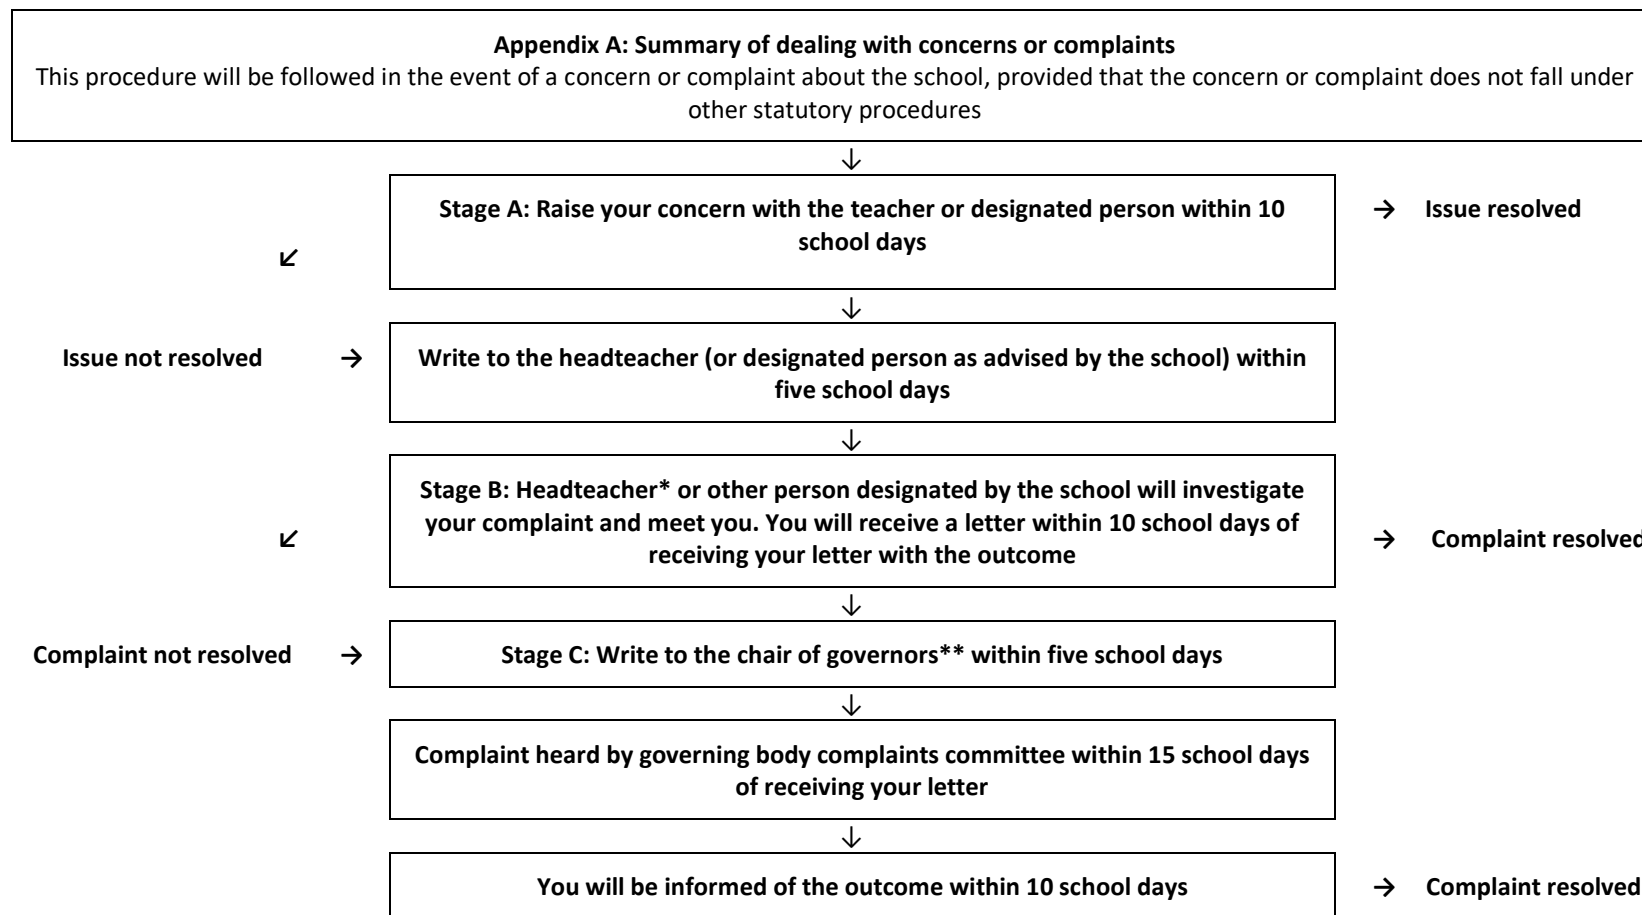 Appendix A: Summary of dealing with concerns or complaints
This procedure will be followed in the event of a concern or complaint about the school, provided that the concern or complaint does not fall under
other statutory procedures
↓
Stage A: Raise your concern with the teacher or designated person within 10
school days
→ Issue resolved
↙
↓
Issue not resolved →
Write to the headteacher (or designated person as advised by the school) within
five school days
↓
Stage B: Headteacher* or other person designated by the school will investigate
your complaint and meet you. You will receive a letter within 10 school days of
receiving your letter with the outcome
↙
→ Complaint resolved
↓
Complaint not resolved →
Stage C: Write to the chair of governors** within five school days
↓
Complaint heard by governing body complaints committee within 15 school days
of receiving your letter
↓
You will be informed of the outcome within 10 school days
→ Complaint resolved